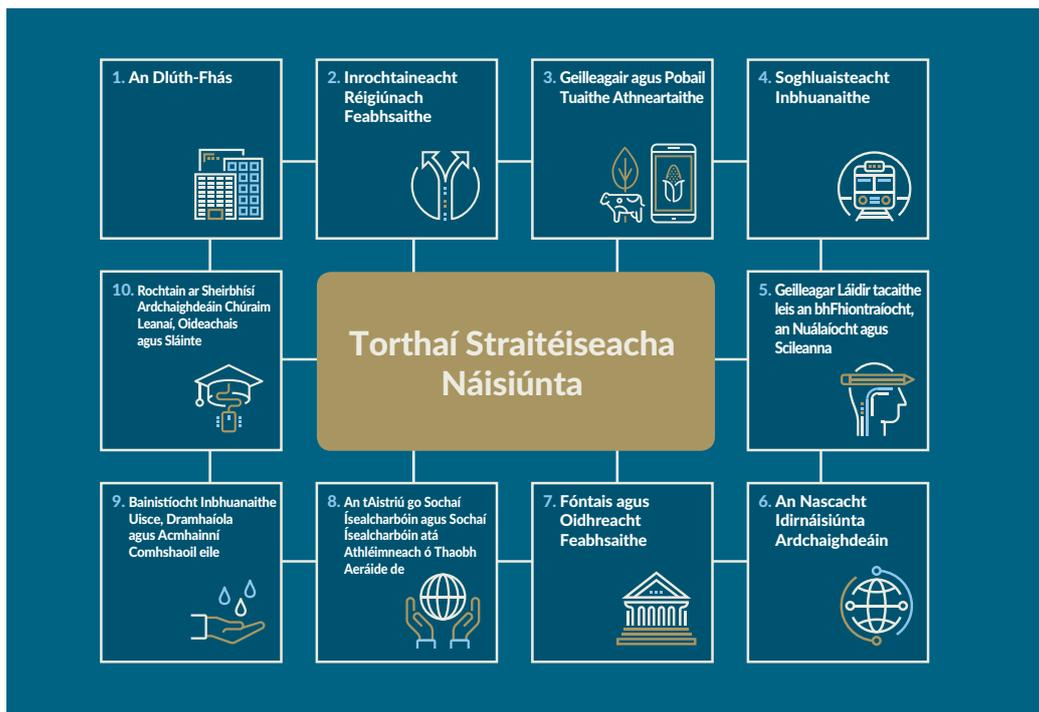 1. An Dlúth-Fhás
2. Inrochtaineacht
Réigiúnach
Feabhsaithe
3. Geilleagair agus Pobail
Tuaithe Athneartaithe
4. Soghluaisteacht
Inbhuanaithe
10. Rochtain ar Sheirbhísí
Ardchaighdeáin Chúraim
Leanaí, Oideachais
agus Sláinte
Torthaí Straitéiseacha
Náisiúnta
5. Geilleagar Láidir tacaithe
leis an bhFhiontraíocht,
an Nuálaíocht agus
Scileanna
9. Bainistíocht Inbhuanaithe
Uisce, Dramhaíola
agus Acmhainní
Comhshaoil eile
8. An tAistriú go Sochaí
Ísealcharbóin agus Sochaí
Ísealcharbóin atá
Athléimneach ó Thaobh
Aeráide de
7. Fóntais agus
Oidhreacht
Feabhsaithe
6. An Nascacht
Idirnáisiúnta
Ardchaighdeáin